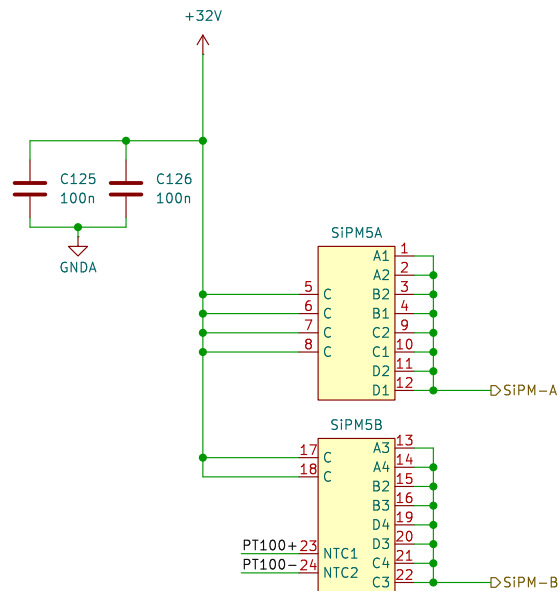 +32V
C125
100n
C126
100n
GNDA
SiPM5A
A1 1
A2 2
5 C B2 3
6 C B1 4
7 C C2 9
8 C C1 10
D2 11
D1 12
SiPM-A
SiPM5B
A3 13
17 C A4 14
18 C B2 15
B3 16
D4 19
PT100+ 23 NTC1 D3 20
PT100- 24 NTC2 C4 21
C3 22
SiPM-B